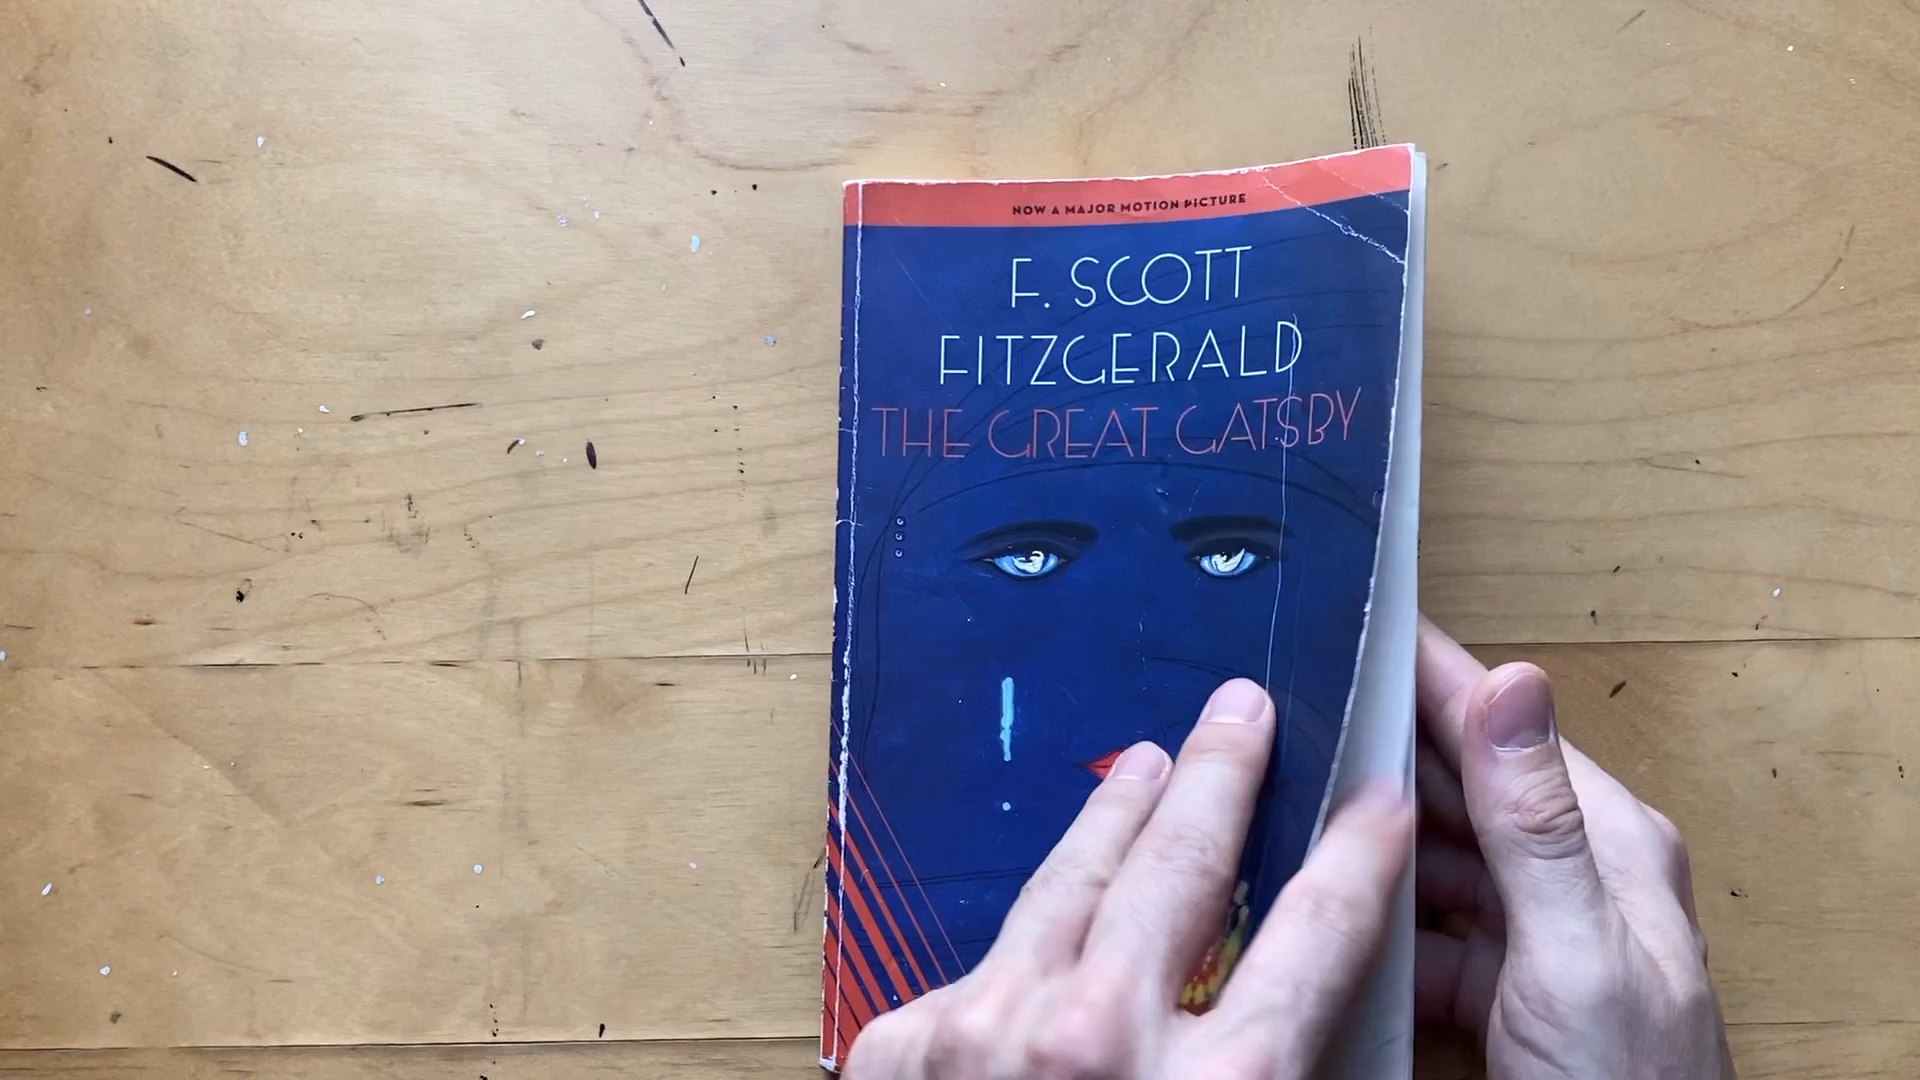 NOW A MAJOR MOTION PICTURE
F. SCOTT
FITZGERALD
THE GREAT GATSBY